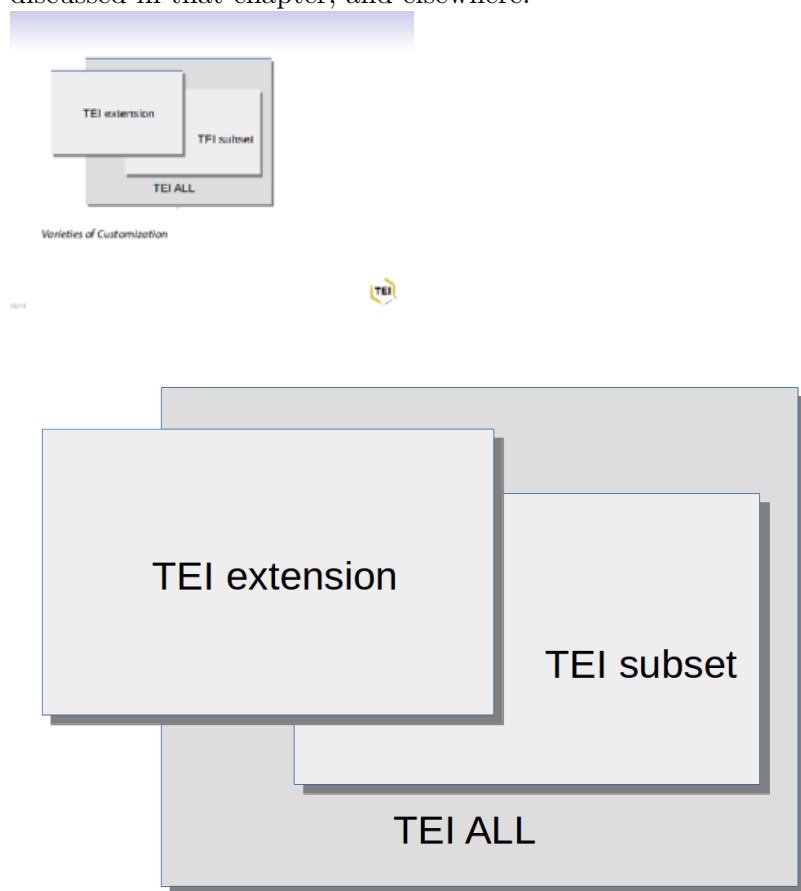 discussed in that chapter, and elsewhere.
TEI extension
TEI subset
TEI ALL
Varieties of Customization
TEI
TEI extension
TEI subset
TEI ALL